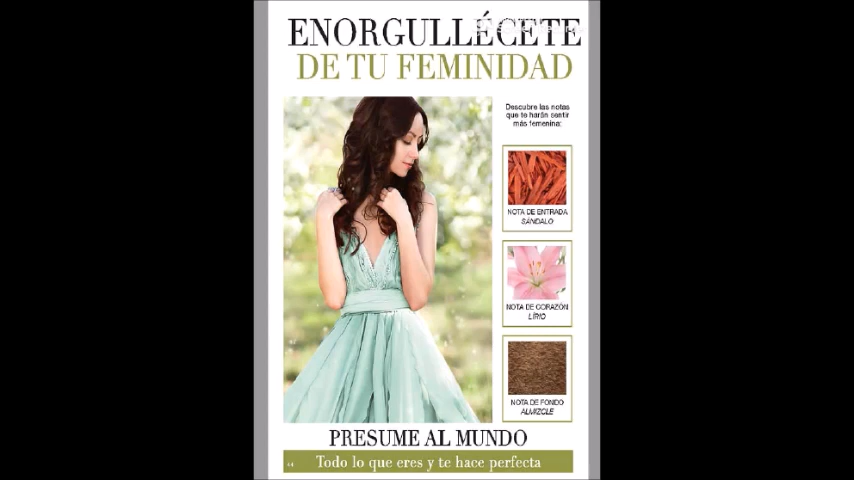 ENORGULLÉCETE
DE TU FEMINIDAD
Descubre las notas
que te harán sentir
más femenina:
NOTA DE ENTRADA
SÁNDALO
NOTA DE CORAZÓN
LÍRIO
NOTA DE FONDO
ALMIZCLE
PRESUME AL MUNDO
Todo lo que eres y te hace perfecta